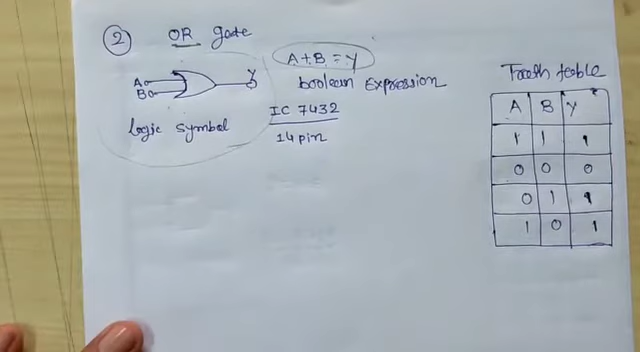 2 OR gate
A
B
Y
A+B=Y
boolean Expression
logic symbol
IC 7432
14 pin
Truth table
A B Y
1 1 1
0 0 0
0 1 1
1 0 1